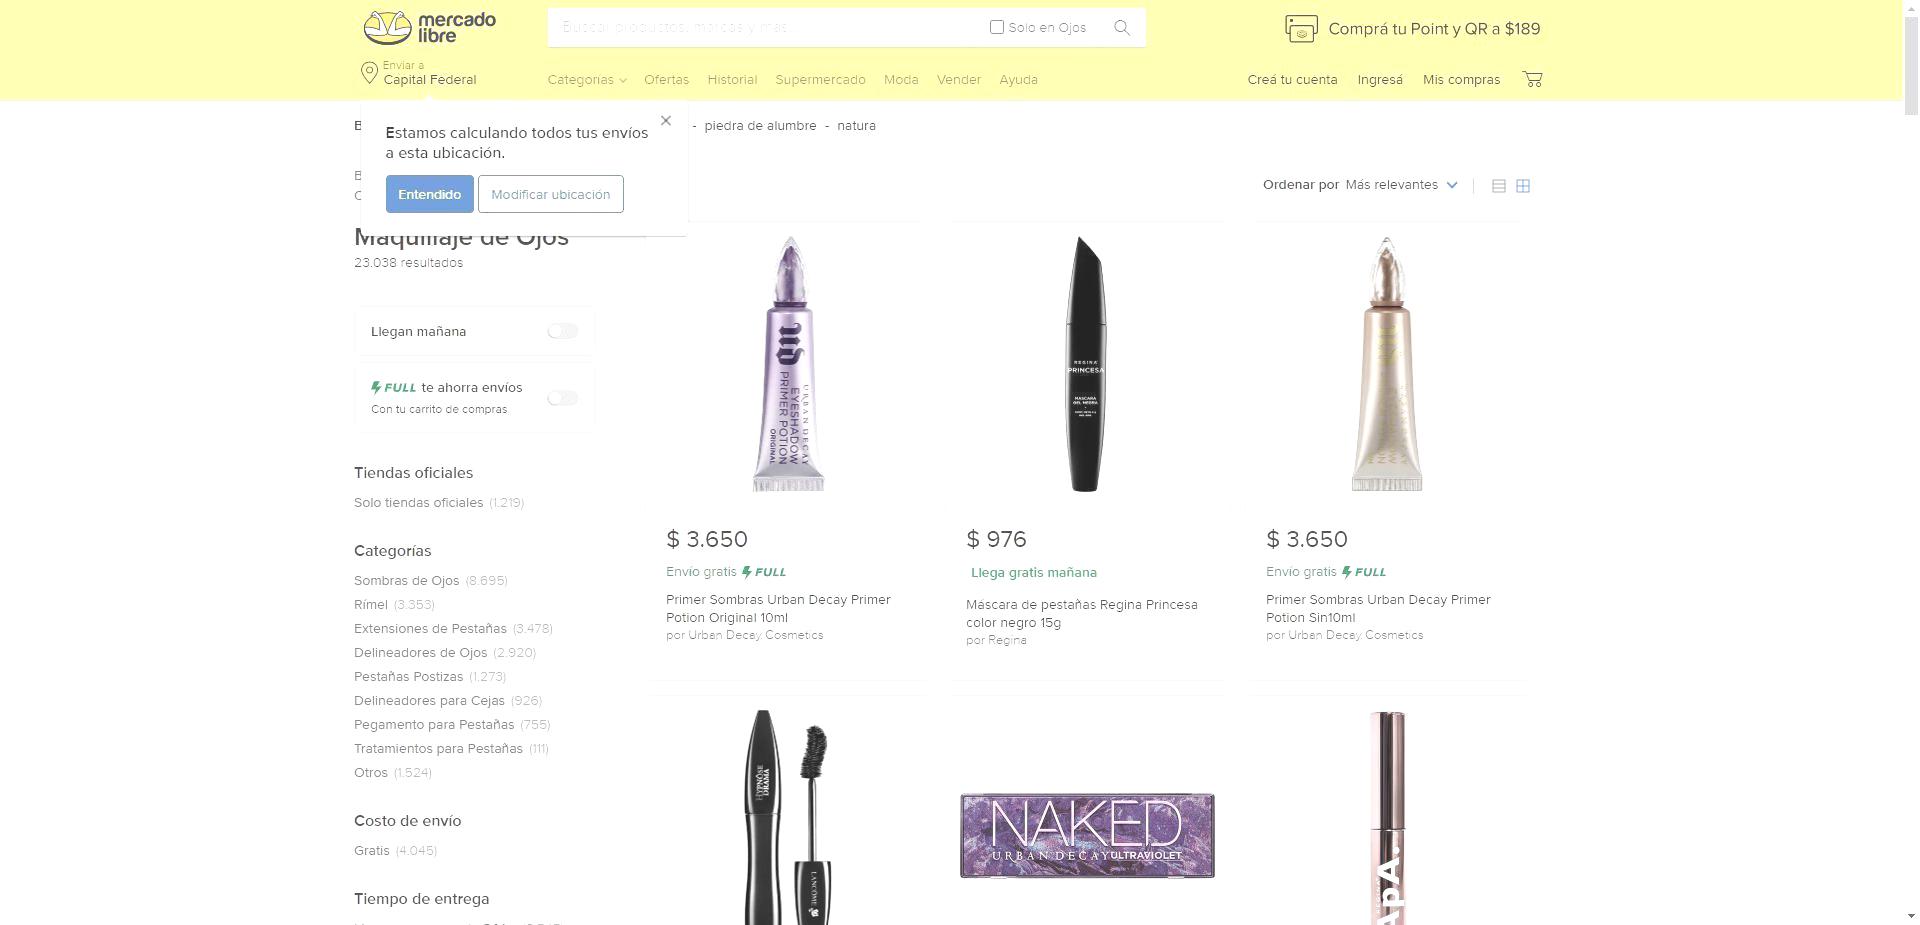 mercado
libre
Buscar productos, marcas y más...
Solo en Ojos
Comprá tu Point y QR a $189
Enviar a
Capital Federal
Categorías
Ofertas
Historial
Supermercado
Moda
Vender
Ayuda
Creá tu cuenta
Ingresá
Mis compras
- piedra de alumbre - natura
Estamos calculando todos tus envíos
a esta ubicación.
Entendido
Modificar ubicación
Ordenar por Más relevantes
Maquillaje de Ojos
23.038 resultados
Llegan mañana
FULL te ahorra envíos
Con tu carrito de compras
Tiendas oficiales
Solo tiendas oficiales (1.219)
Categorías
Sombras de Ojos (8.695)
Rímel (3.353)
Extensiones de Pestañas (3.478)
Delineadores de Ojos (2.920)
Pestañas Postizas (1.273)
Delineadores para Cejas (926)
Pegamento para Pestañas (755)
Tratamientos para Pestañas (111)
Otros (1.524)
Costo de envío
Gratis (4.045)
Tiempo de entrega
UD
URBAN DECAY
EYESHADOW
PRIMER POTION
ORIGINAL
$ 3.650
Envío gratis FULL
Primer Sombras Urban Decay Primer
Potion Original 10ml
por Urban Decay Cosmetics
REGINA
PRINCESA
MÁSCARA
GEL NEGRA
$ 976
Llega gratis mañana
Máscara de pestañas Regina Princesa
color negro 15g
por Regina
$ 3.650
Envío gratis FULL
Primer Sombras Urban Decay Primer
Potion Sin10ml
por Urban Decay Cosmetics
HYPNÔSE
DRAMA
LANCÔME
NAKED
URBAN DECAY ULTRAVIOLET
ApA.